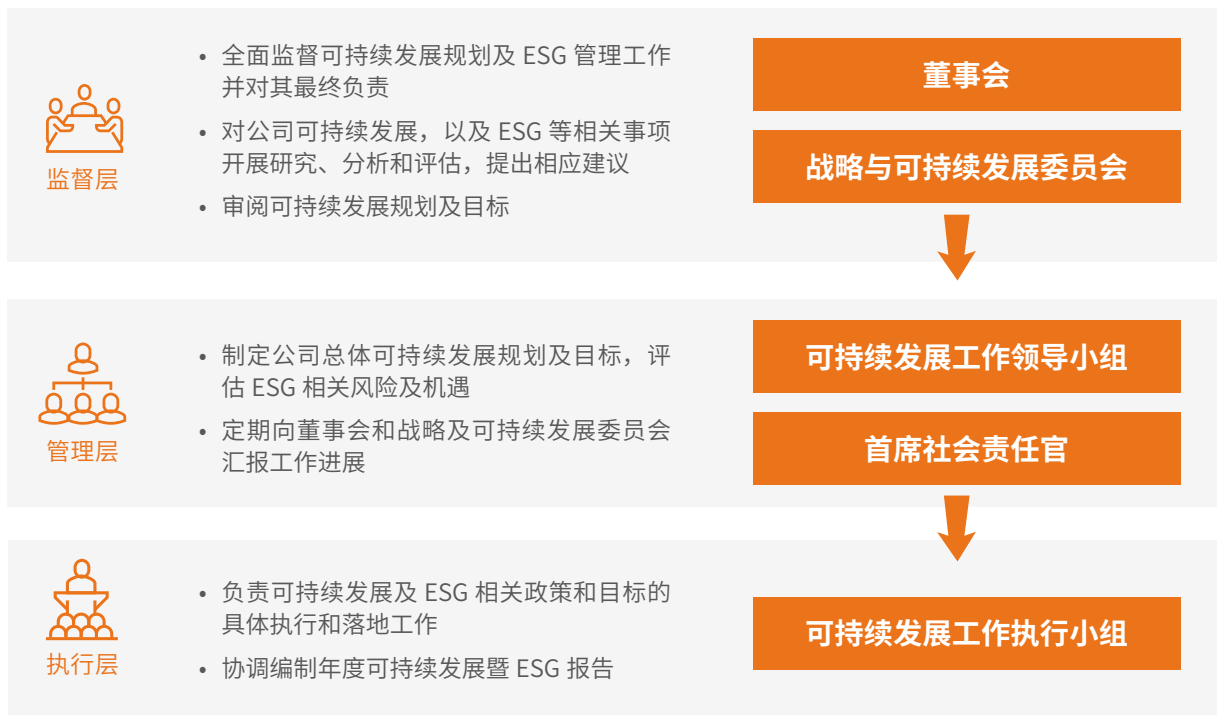 监督层
• 全面监督可持续发展规划及 ESG 管理工作
并对其最终负责
• 对公司可持续发展，以及 ESG 等相关事项
开展研究、分析和评估，提出相应建议
• 审阅可持续发展规划及目标
董事会
战略与可持续发展委员会
管理层
• 制定公司总体可持续发展规划及目标，评
估 ESG 相关风险及机遇
• 定期向董事会和战略及可持续发展委员会
汇报工作进展
可持续发展工作领导小组
首席社会责任官
执行层
• 负责可持续发展及 ESG 相关政策和目标的
具体执行和落地工作
• 协调编制年度可持续发展暨 ESG 报告
可持续发展工作执行小组